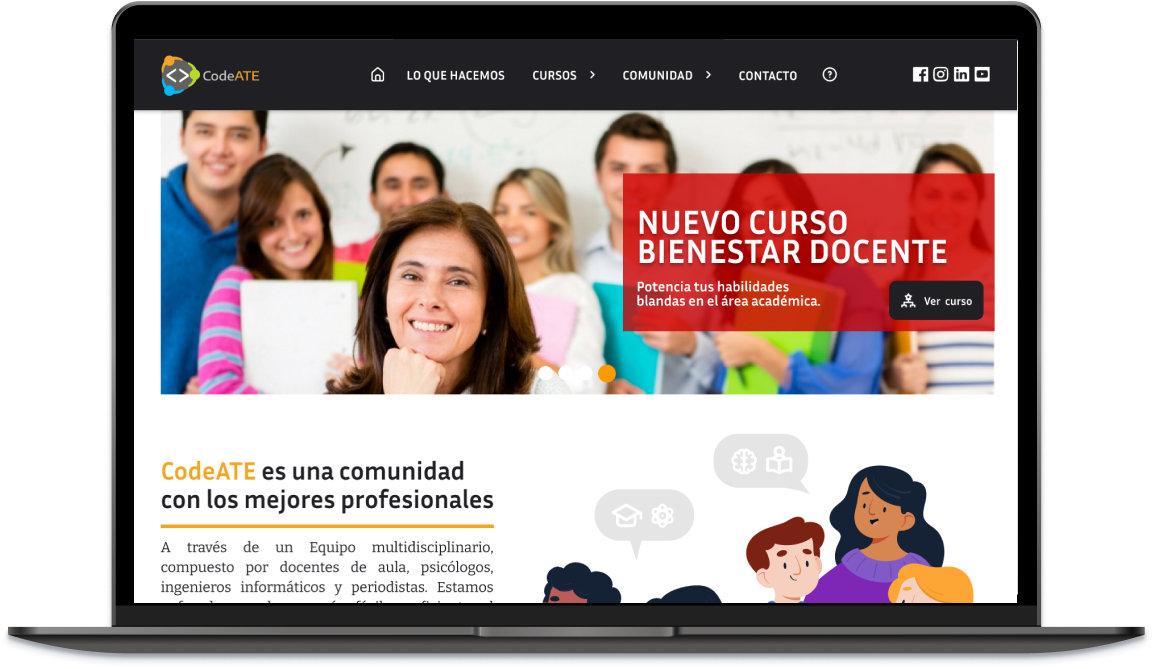 CodeATE
LO QUE HACEMOS
CURSOS
COMUNIDAD
CONTACTO
NUEVO CURSO
BIENESTAR DOCENTE
Potencia tus habilidades
blandas en el área académica.
Ver curso
CodeATE es una comunidad
con los mejores profesionales
A través de un Equipo multidisciplinario,
compuesto por docentes de aula, psicólogos,
ingenieros informáticos y periodistas. Estamos